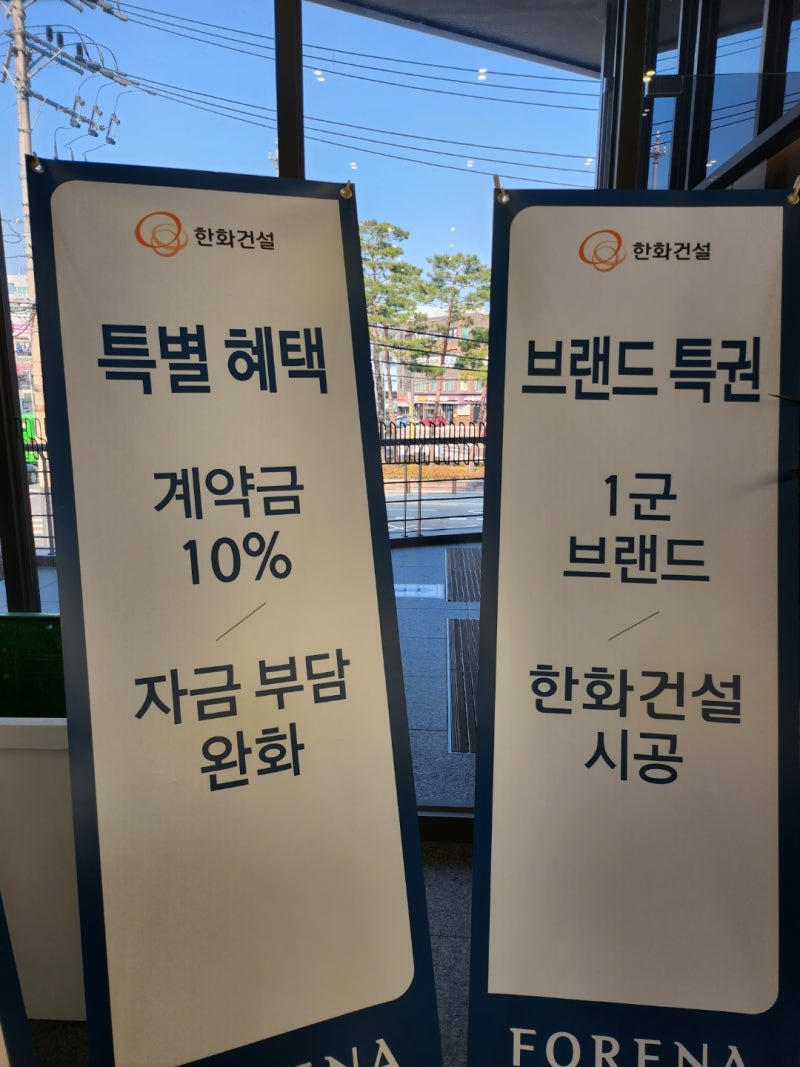 한화건설
특별 혜택
계약금
10%
자금 부담
완화
한화건설
브랜드 특권
1군
브랜드
한화건설
시공
FORENA